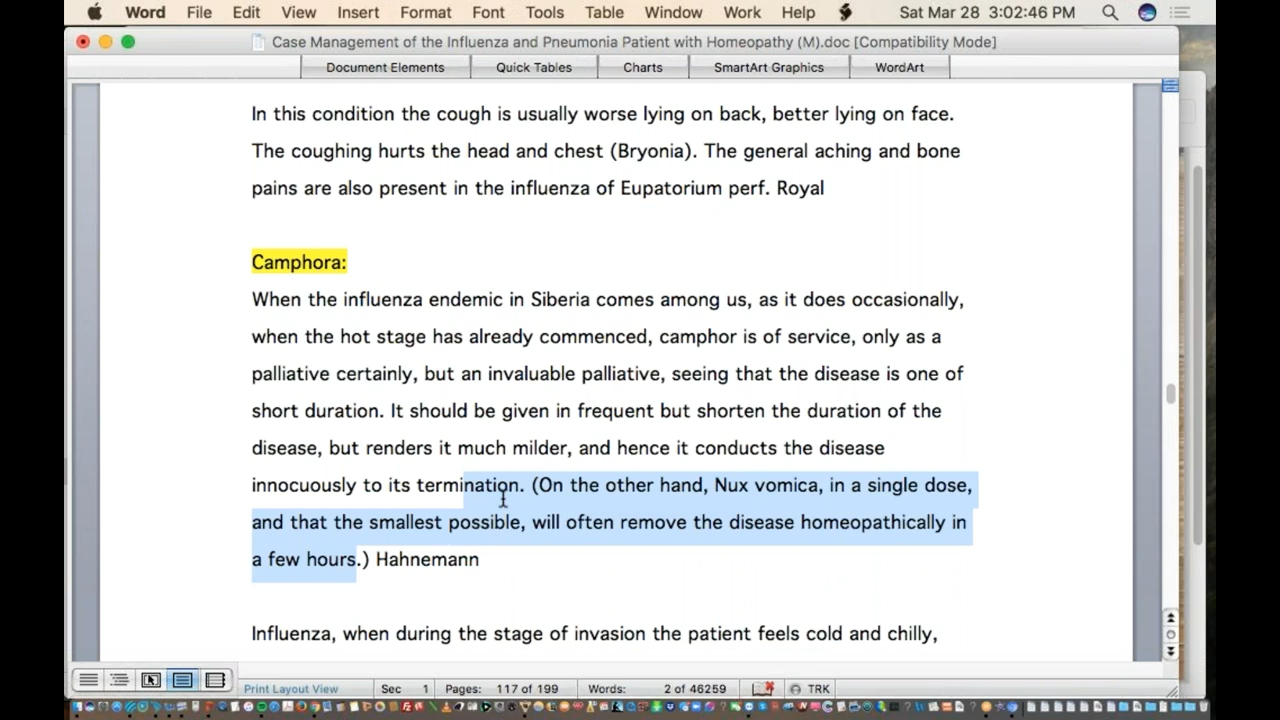 Word File Edit View Insert Format Font Tools Table Window Work Help Sat Mar 28 3:02:46 PM
Case Management of the Influenza and Pneumonia Patient with Homeopathy (M).doc [Compatibility Mode]
Document Elements Quick Tables Charts SmartArt Graphics WordArt
In this condition the cough is usually worse lying on back, better lying on face.
The coughing hurts the head and chest (Bryonia). The general aching and bone
pains are also present in the influenza of Eupatorium perf. Royal
Camphora:
When the influenza endemic in Siberia comes among us, as it does occasionally,
when the hot stage has already commenced, camphor is of service, only as a
palliative certainly, but an invaluable palliative, seeing that the disease is one of
short duration. It should be given in frequent but shorten the duration of the
disease, but renders it much milder, and hence it conducts the disease
innocuously to its termination. (On the other hand, Nux vomica, in a single dose,
and that the smallest possible, will often remove the disease homeopathically in
a few hours.) Hahnemann
Influenza, when during the stage of invasion the patient feels cold and chilly,
Print Layout View Sec 1 Pages: 117 of 199 Words: 2 of 46259 TRK